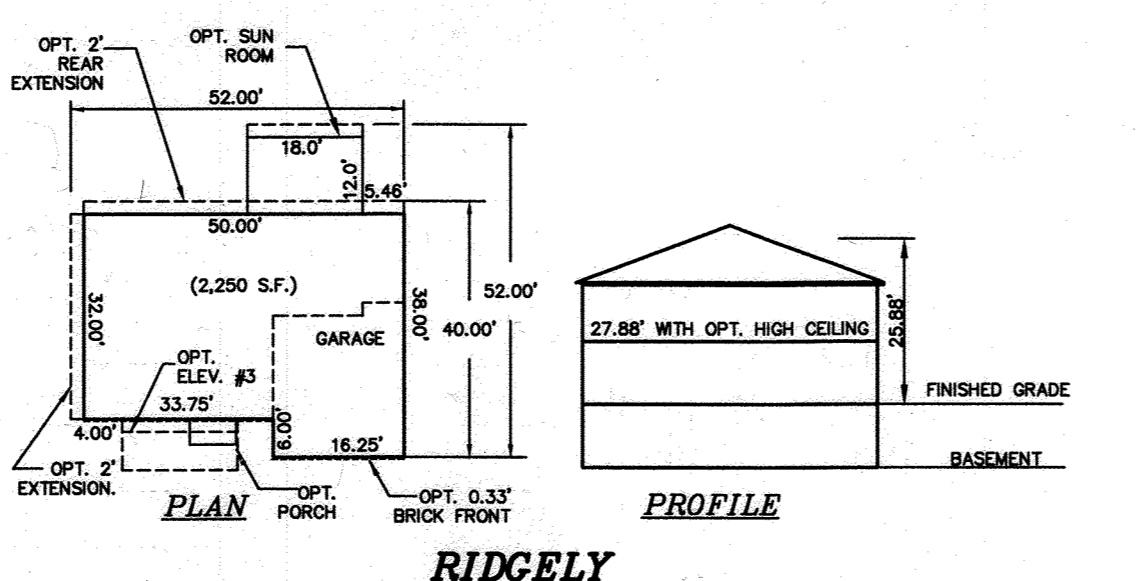 OPT. 2'
REAR
EXTENSION
OPT. SUN
ROOM
52.00'
18.0'
12.0'
5.46'
50.00'
(2,250 S.F.)
32.00'
GARAGE
38.00'
40.00'
52.00'
OPT.
ELEV. #3
33.75'
4.00'
6.00'
16.25'
OPT. 2'
EXTENSION.
OPT.
PORCH
OPT. 0.33'
BRICK FRONT
PLAN
27.88' WITH OPT. HIGH CEILING
25.88'
FINISHED GRADE
BASEMENT
PROFILE
RIDGELY